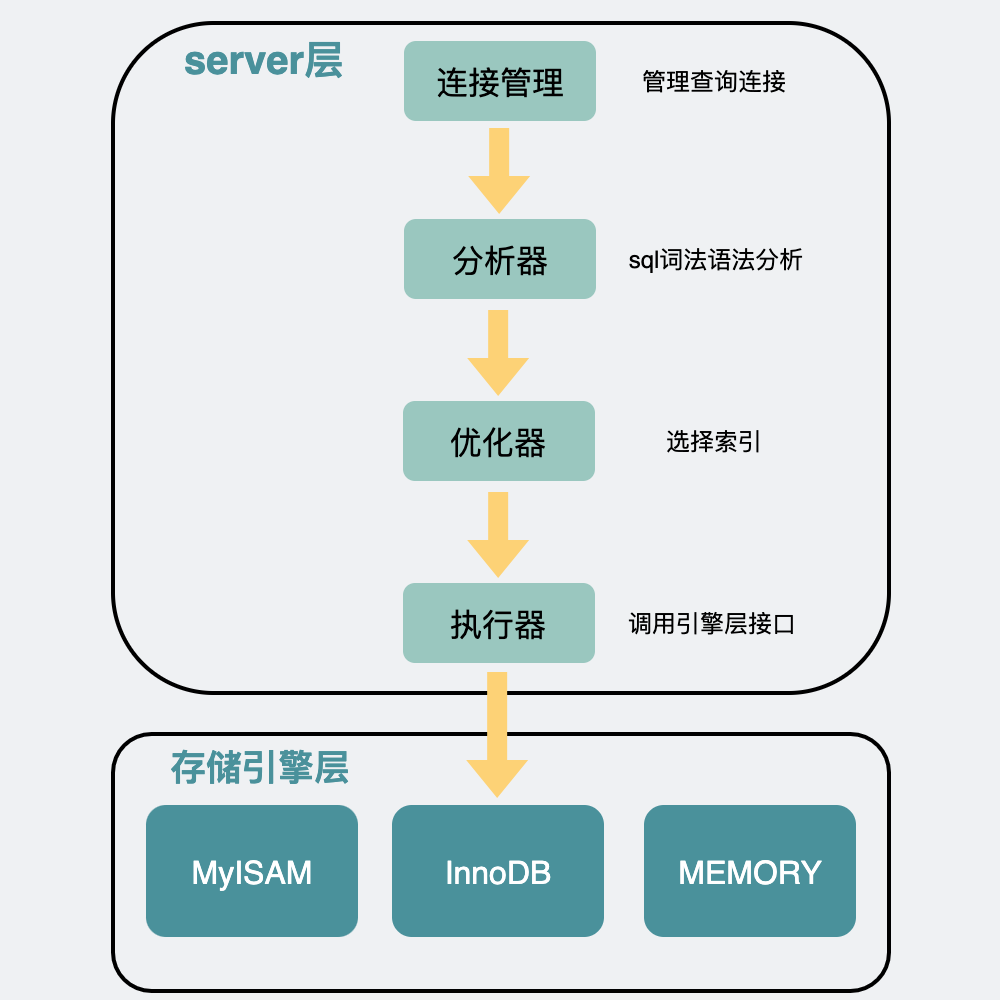 server层
连接管理
管理查询连接
分析器
sql词法语法分析
优化器
选择索引
执行器
调用引擎层接口
存储引擎层
MyISAM
InnoDB
MEMORY